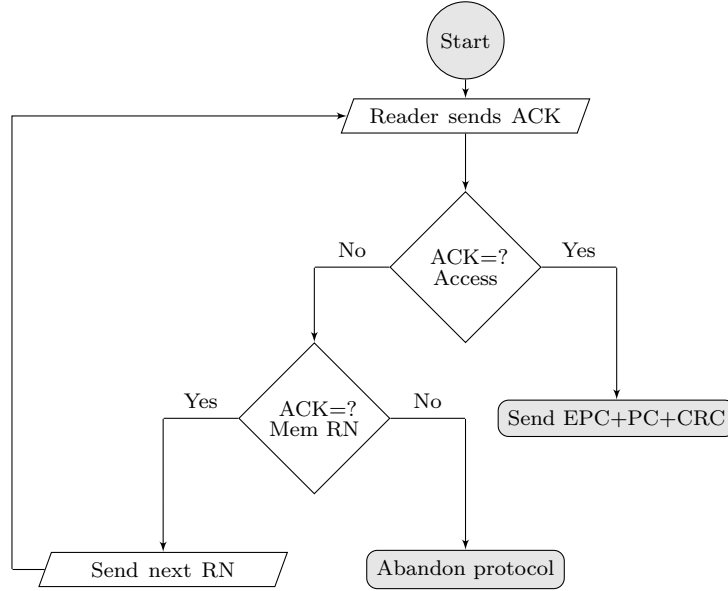 Start
Reader sends ACK
No
ACK=?
Access
Yes
Yes
ACK=?
Mem RN
No
Send EPC+PC+CRC
Send next RN
Abandon protocol